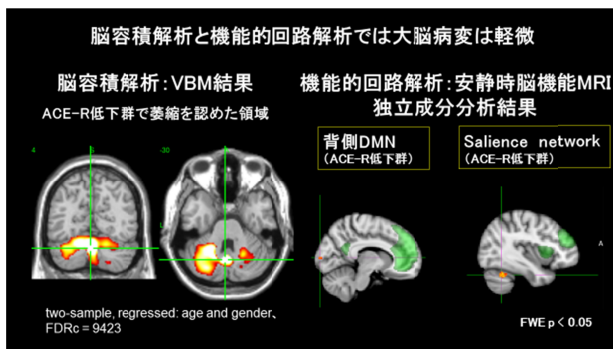 脳容積解析と機能的回路解析では大脳病変は軽微
脳容積解析:VBM結果
ACE-R低下群で萎縮を認めた領域
機能的回路解析:安静時脳機能MRI
独立成分分析結果
背側DMN
(ACE-R低下群)
Salience network
(ACE-R低下群)
4
-30
L
A
two-sample, regressed: age and gender、
FDRc = 9423
FWE p < 0.05